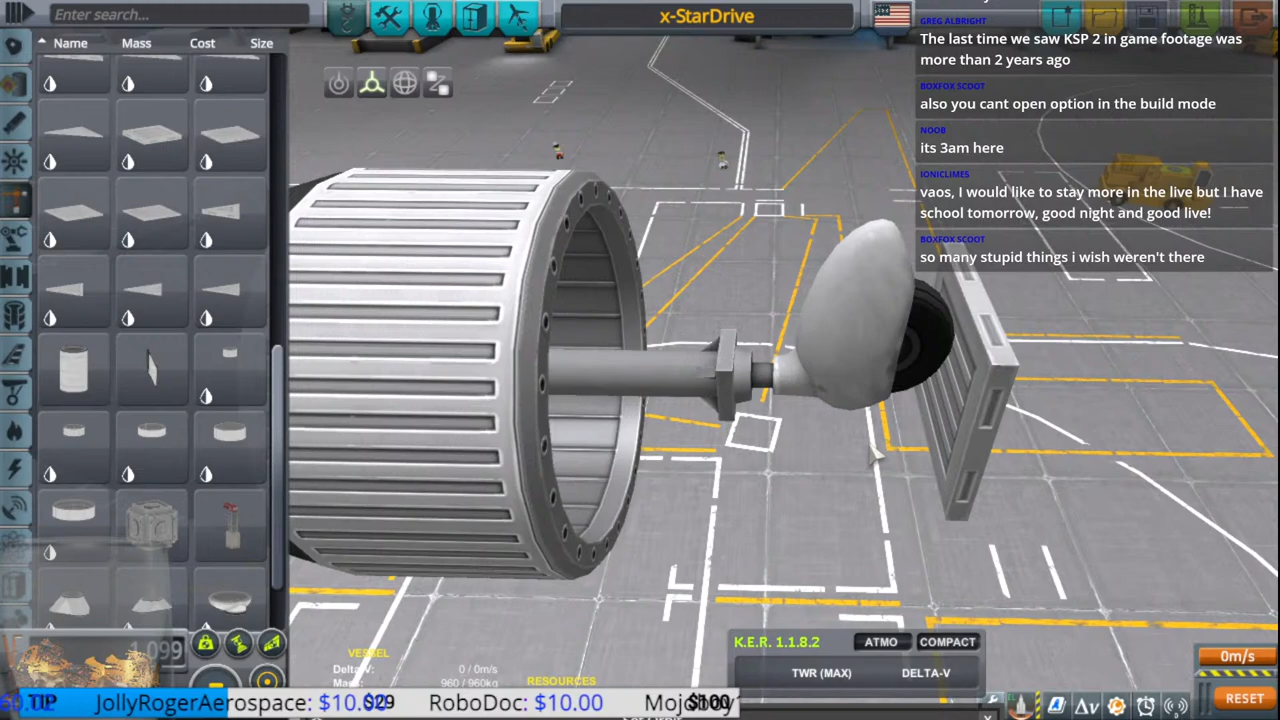 Enter search...
x-StarDrive
Name Mass Cost Size
GREG ALBRIGHT
The last time we saw KSP 2 in game footage was
more than 2 years ago
BOXFOX SCOOT
also you cant open option in the build mode
NOOB
its 3am here
IONICLIMES
vaos, I would like to stay more in the live but I have
school tomorrow, good night and good live!
BOXFOX SCOOT
so many stupid things i wish weren't there
099
VESSEL
0 / 0m/s
960 / 960kg
RESOURCES
K.E.R. 1.1.8.2 ATMO COMPACT
TWR (MAX) DELTA-V
0m/s
RESET
Δv
TIP JollyRogerAerospace: RoboDoc: $10.00
$100